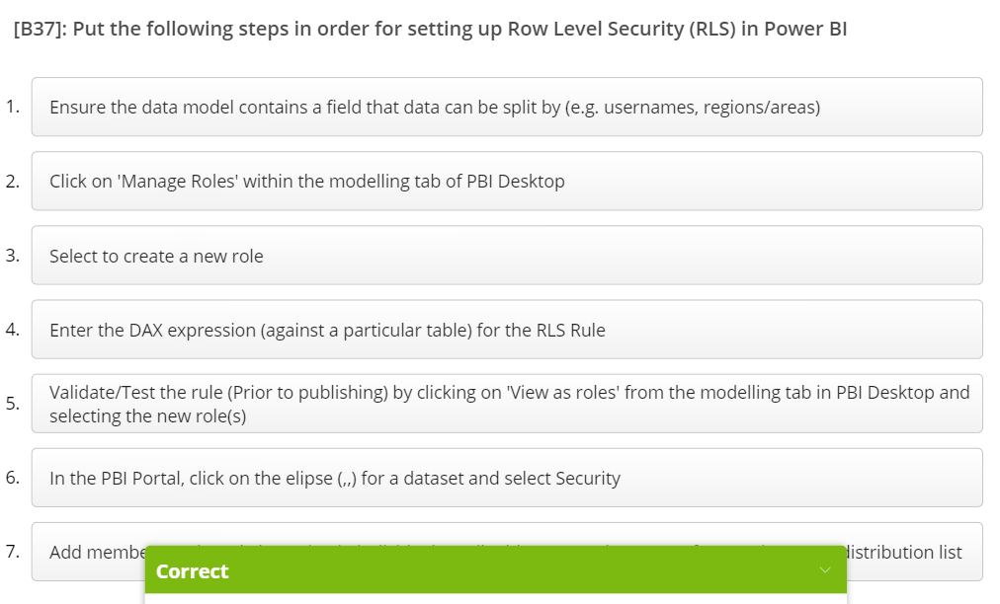 [B37]: Put the following steps in order for setting up Row Level Security (RLS) in Power BI
1. Ensure the data model contains a field that data can be split by (e.g. usernames, regions/areas)
2. Click on 'Manage Roles' within the modelling tab of PBI Desktop
3. Select to create a new role
4. Enter the DAX expression (against a particular table) for the RLS Rule
5. Validate/Test the rule (Prior to publishing) by clicking on 'View as roles' from the modelling tab in PBI Desktop and
selecting the new role(s)
6. In the PBI Portal, click on the elipse (,,) for a dataset and select Security
7. Add distribution list
Correct